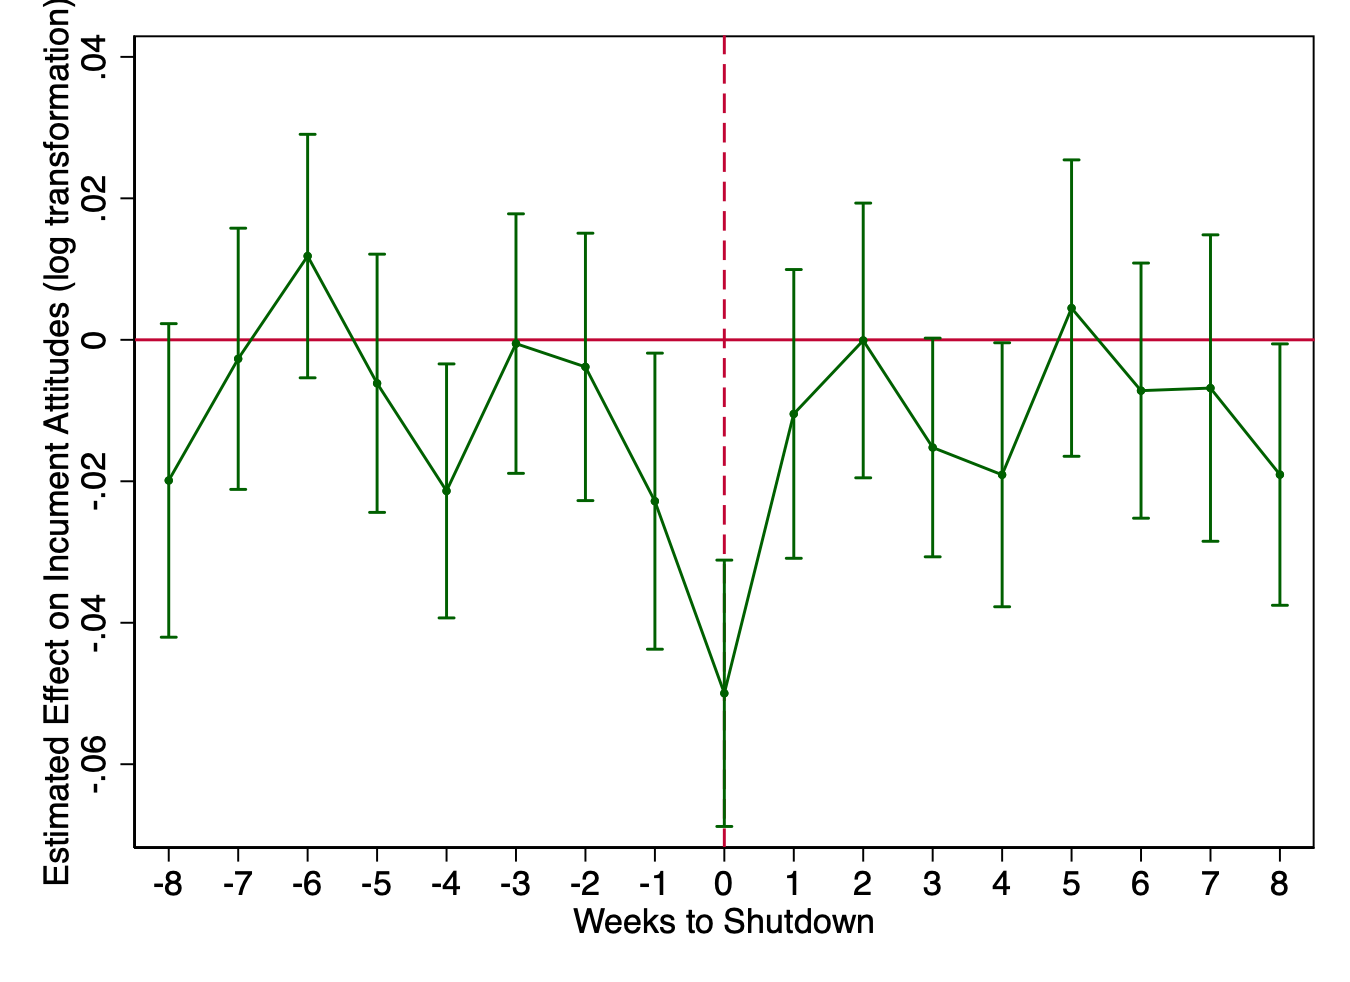 Estimated Effect on Incument Attitudes (log transformation)
.04
.02
0
-.02
-.04
-.06
-8 -7 -6 -5 -4 -3 -2 -1 0 1 2 3 4 5 6 7 8
Weeks to Shutdown